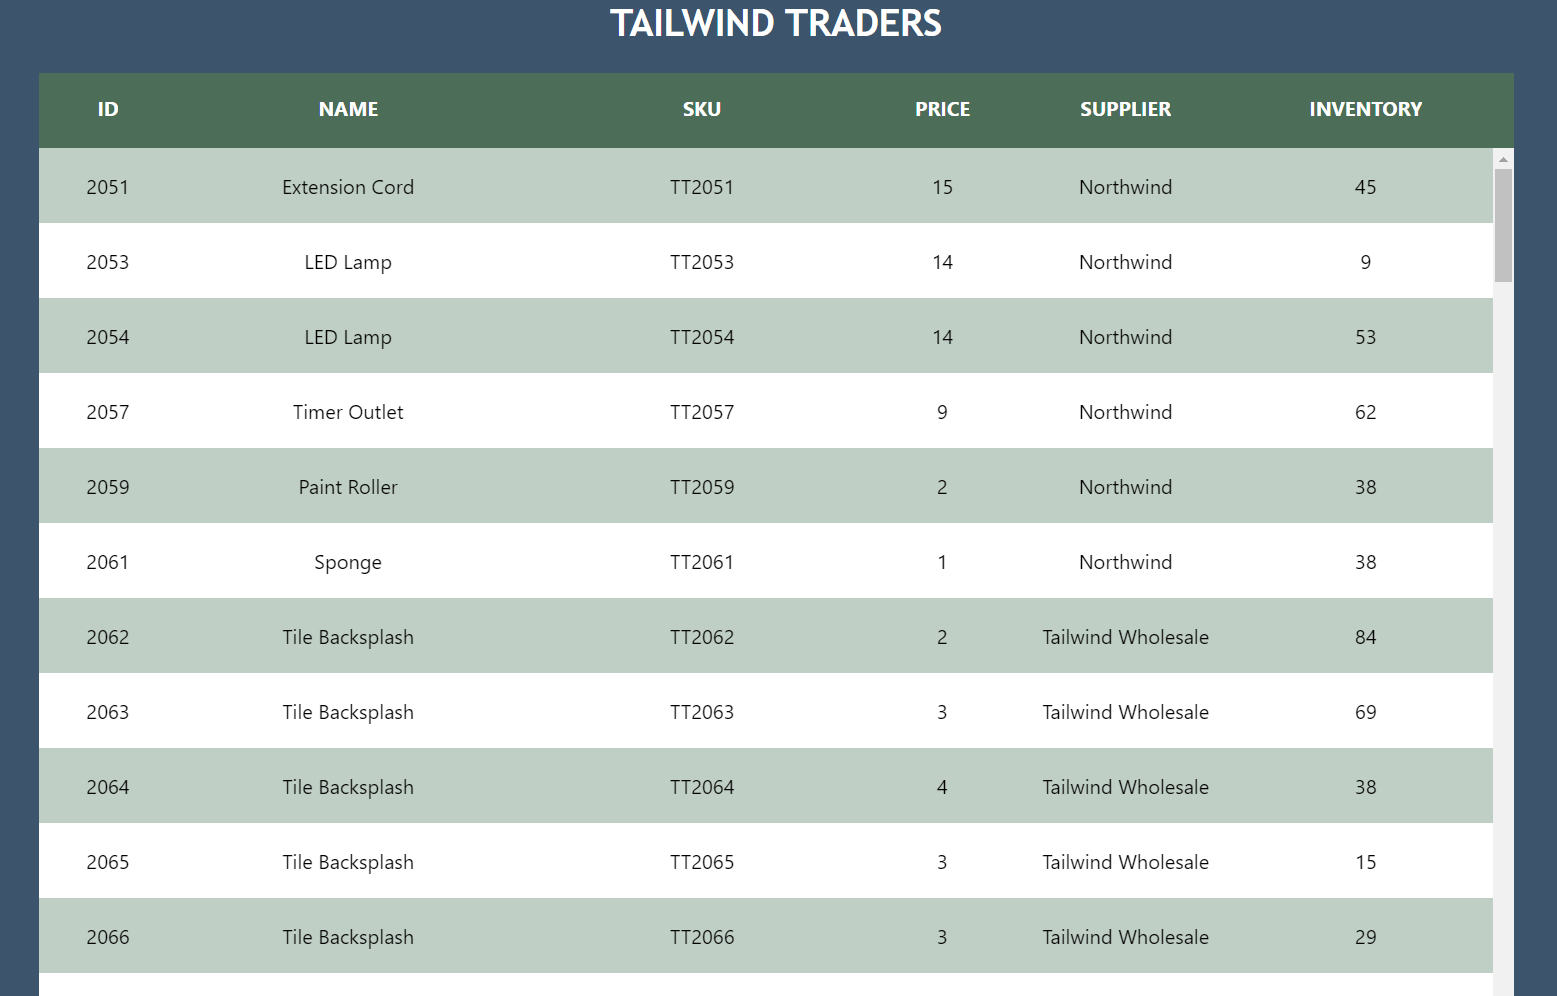 TAILWIND TRADERS
ID NAME SKU PRICE SUPPLIER INVENTORY
2051 Extension Cord TT2051 15 Northwind 45
2053 LED Lamp TT2053 14 Northwind 9
2054 LED Lamp TT2054 14 Northwind 53
2057 Timer Outlet TT2057 9 Northwind 62
2059 Paint Roller TT2059 2 Northwind 38
2061 Sponge TT2061 1 Northwind 38
2062 Tile Backsplash TT2062 2 Tailwind Wholesale 84
2063 Tile Backsplash TT2063 3 Tailwind Wholesale 69
2064 Tile Backsplash TT2064 4 Tailwind Wholesale 38
2065 Tile Backsplash TT2065 3 Tailwind Wholesale 15
2066 Tile Backsplash TT2066 3 Tailwind Wholesale 29